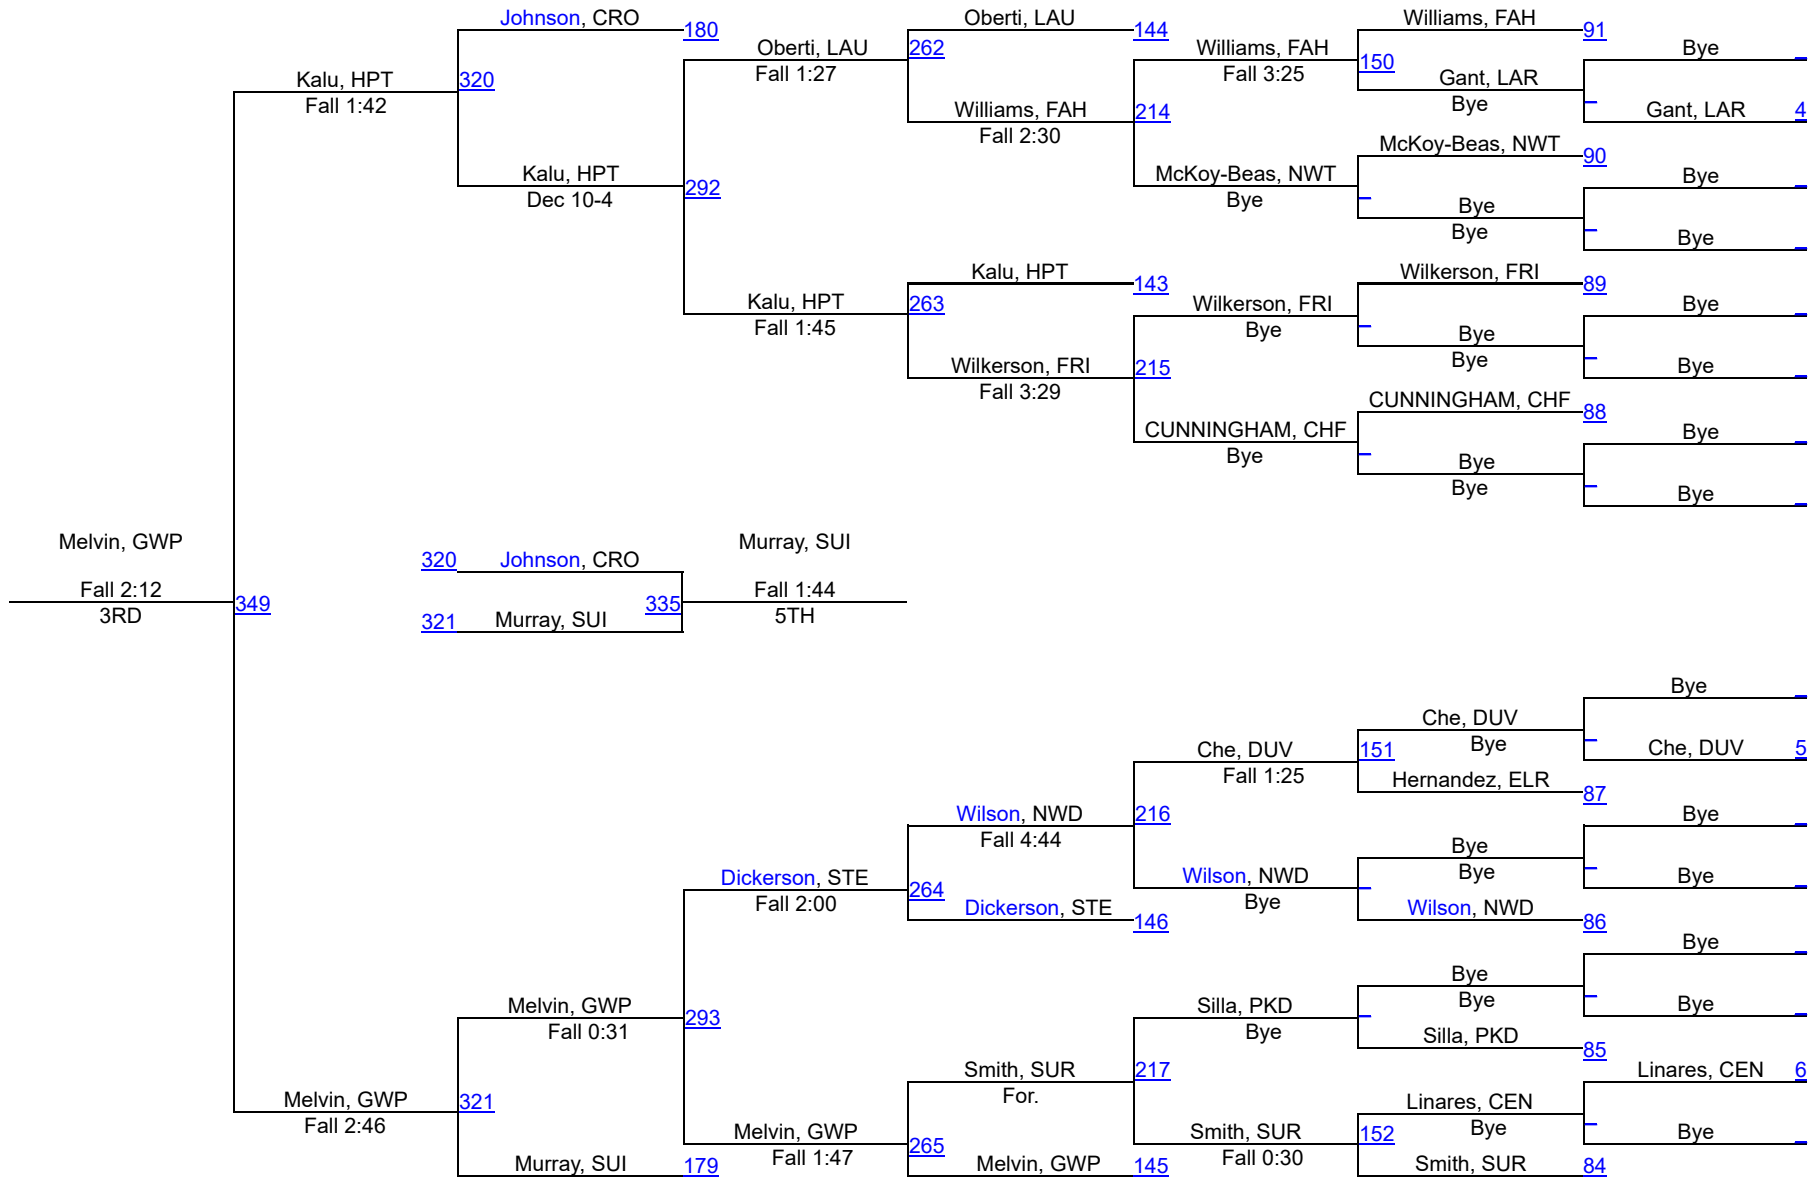 Johnson, CRO
180
Oberti, LAU
144
Williams, FAH
91
Kalu, HPT
Fall 1:42
320
Oberti, LAU
Fall 1:27
262
Williams, FAH
Fall 3:25
150
Bye
Gant, LAR
Bye
Gant, LAR 4
Williams, FAH
Fall 2:30
214
McKoy-Beas, NWT
90
Kalu, HPT
Dec 10-4
292
McKoy-Beas, NWT
Bye
Bye
Bye
Bye
Bye
Kalu, HPT
143
Wilkerson, FRI
89
Kalu, HPT
Fall 1:45
263
Wilkerson, FRI
Bye
Bye
Bye
Bye
Bye
Wilkerson, FRI
Fall 3:29
215
CUNNINGHAM, CHF
88
CUNNINGHAM, CHF
Bye
Bye
Bye
Bye
Bye
Melvin, GWP
Fall 2:12
3RD
349
320 Johnson, CRO
321 Murray, SUI
335
Murray, SUI
Fall 1:44
5TH
Bye
Che, DUV
Bye
Che, DUV 5
Che, DUV
Fall 1:25
151
Hernandez, ELR
87
Wilson, NWD
Fall 4:44
216
Bye
Bye
Bye
Bye
Dickerson, STE
Fall 2:00
264
Wilson, NWD
Bye
Wilson, NWD
86
Dickerson, STE
146
Bye
Bye
Bye
Bye
Melvin, GWP
Fall 0:31
293
Silla, PKD
Bye
Silla, PKD
85
Smith, SUR
For.
217
Linares, CEN 6
Melvin, GWP
Fall 2:46
321
Linares, CEN
Bye
Bye
Melvin, GWP
Fall 1:47
265
Smith, SUR
Fall 0:30
152
Murray, SUI
179
Melvin, GWP
145
Smith, SUR
84